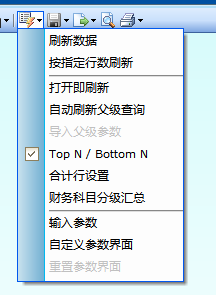 刷新数据
按指定行数刷新
打开即刷新
自动刷新父级查询
导入父级参数
Top N / Bottom N
合计行设置
财务科目分级汇总
输入参数
自定义参数界面
重置参数界面